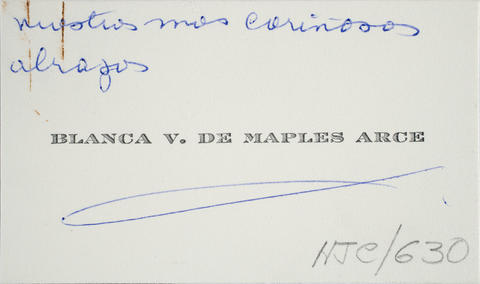 nuestros mas cariñosos
abrazos
BLANCA V. DE MAPLES ARCE
HJC/630